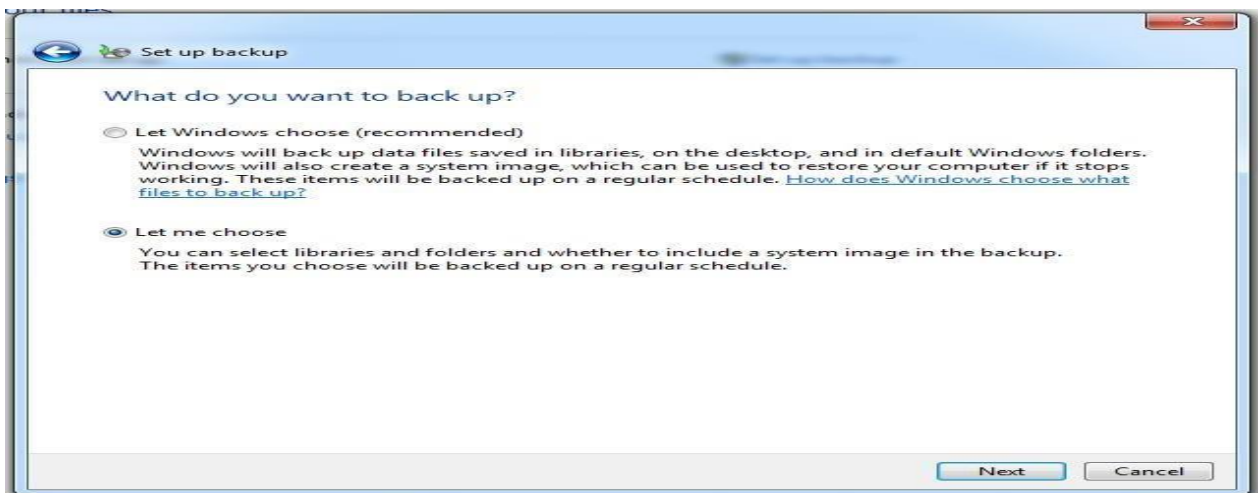 Set up backup
What do you want to back up?
Let Windows choose (recommended)
Windows will back up data files saved in libraries, on the desktop, and in default Windows folders.
Windows will also create a system image, which can be used to restore your computer if it stops
working. These items will be backed up on a regular schedule. How does Windows choose what
files to back up?
Let me choose
You can select libraries and folders and whether to include a system image in the backup.
The items you choose will be backed up on a regular schedule.
Next
Cancel